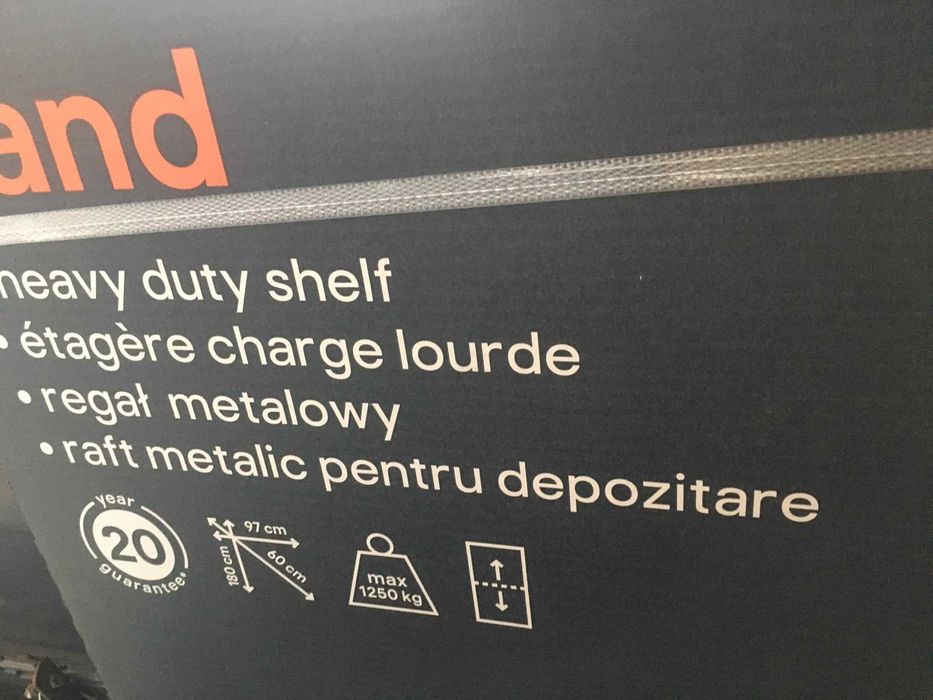 and
heavy duty shelf
• étagère charge lourde
• regał metalowy
• raft metalic pentru depozitare
year
20
guarantee*
97 cm
180 cm
60 cm
max
1250 kg